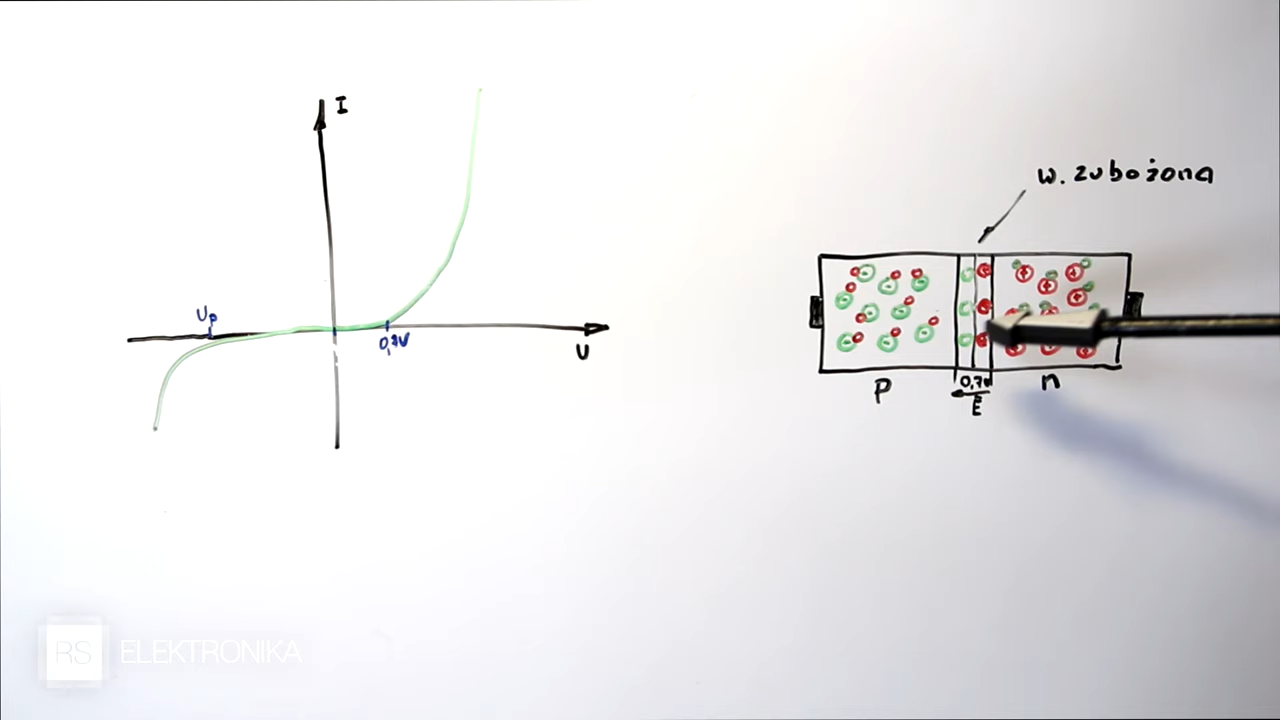 I
w. zubożona
Up
0,7V
U
0,7V
p
E
n
RS ELEKTRONIKA